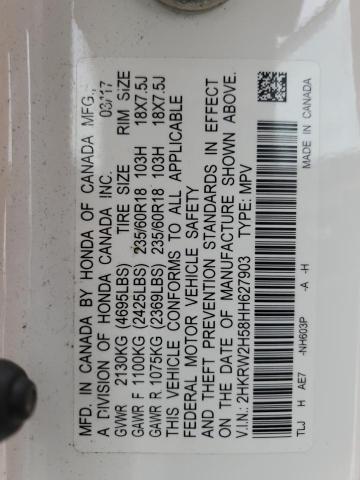 MFD. IN CANADA BY HONDA OF CANADA MFG.,
A DIVISION OF HONDA CANADA INC. 03/17
TIRE SIZE RIM SIZE
GVWR 2130KG (4695LBS)
GAWR F 1100KG (2425LBS) 235/60R18 103H 18X7.5J
GAWR R 1075KG (2369LBS) 235/60R18 103H 18X7.5J
THIS VEHICLE CONFORMS TO ALL APPLICABLE
FEDERAL MOTOR VEHICLE SAFETY
AND THEFT PREVENTION STANDARDS IN EFFECT
ON THE DATE OF MANUFACTURE SHOWN ABOVE.
V.I.N.: 2HKRW2H58HH627903 TYPE: MPV
TLJ H AE7 -NH603P -A -H
MADE IN CANADA